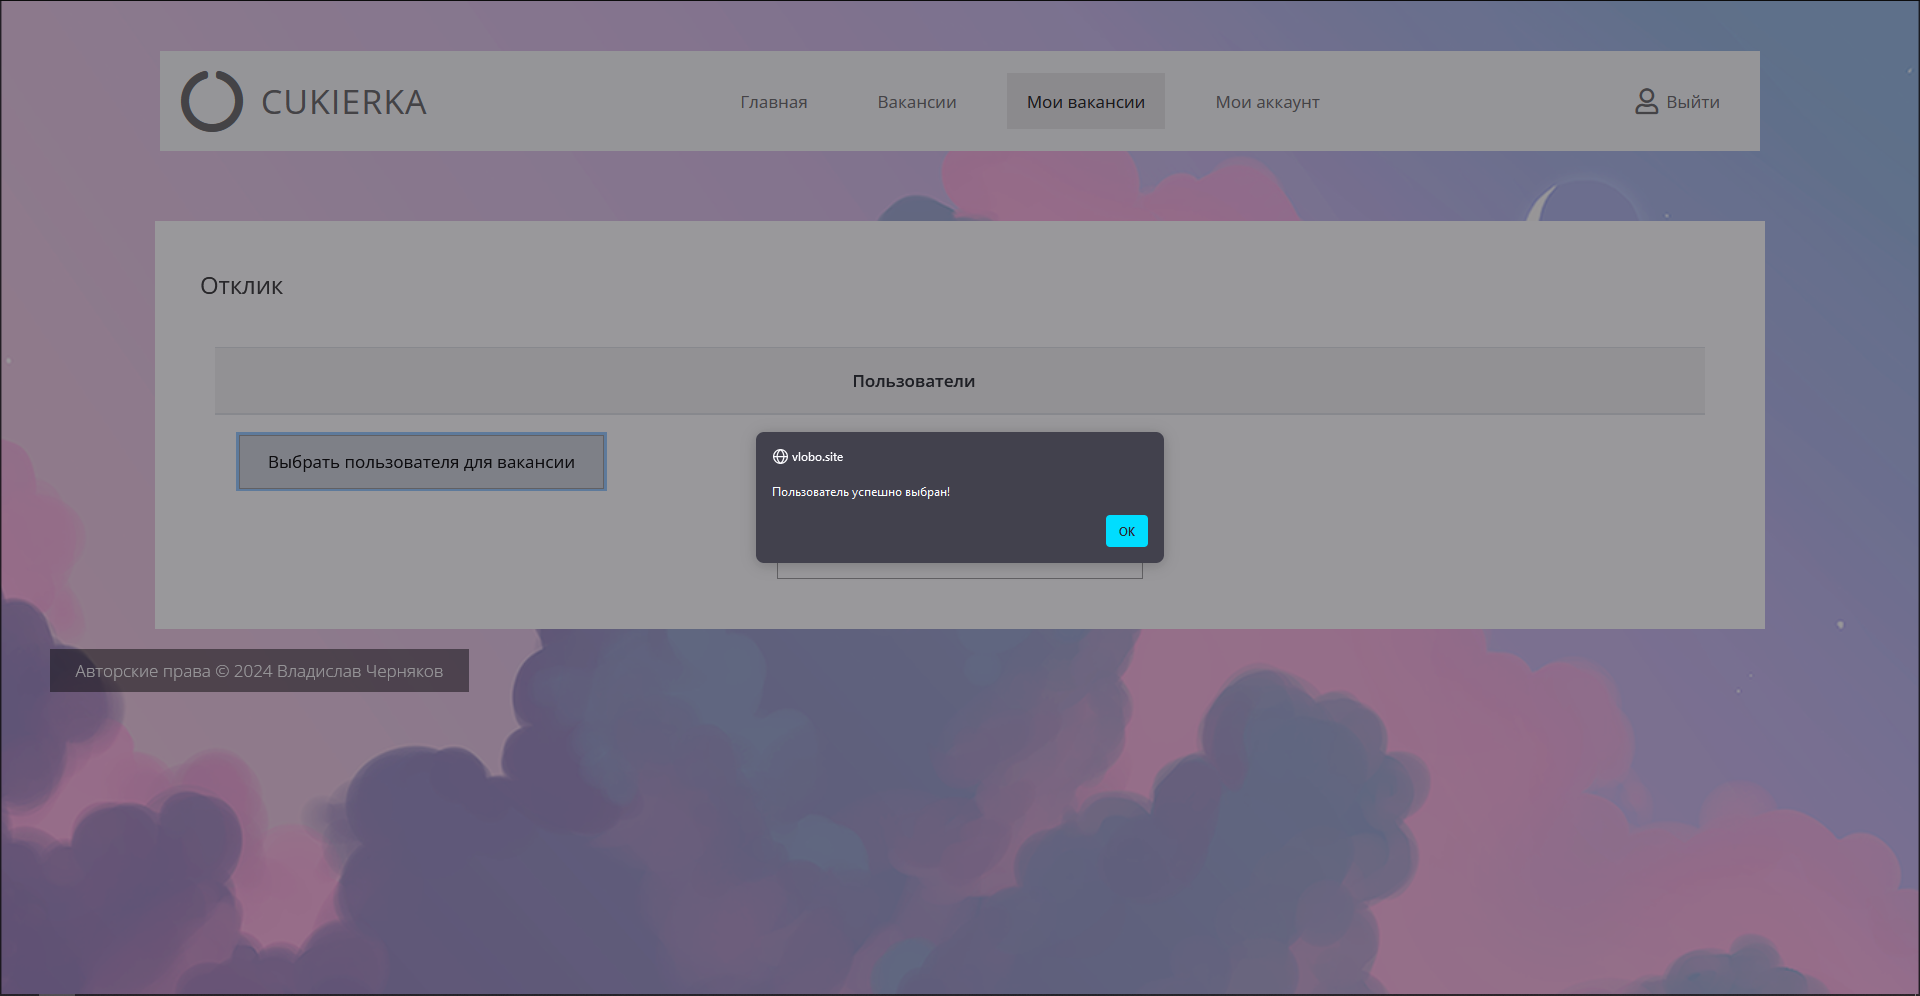 CUKIERKA
Главная
Вакансии
Мои вакансии
Мои аккаунт
Выйти
Отклик
Пользователи
Выбрать пользователя для вакансии
vlobo.site
Пользователь успешно выбран!
OK
Авторские права © 2024 Владислав Черняков